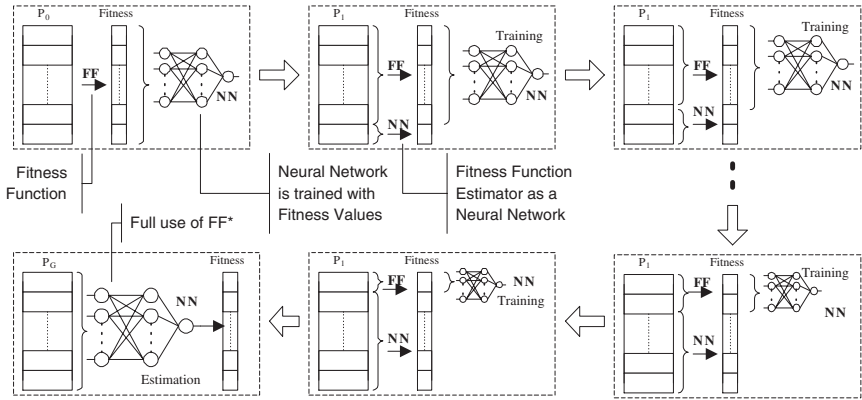 P0 Fitness
FF
NN
P1 Fitness
Training
FF
NN
NN
P1 Fitness
Training
FF
NN
NN
Fitness
Function
Neural Network
is trained with
Fitness Values
Fitness Function
Estimator as a
Neural Network
Full use of FF*
PG Fitness
NN
Estimation
P1 Fitness
FF
NN
Training
NN
P1 Fitness
Training
FF
NN
NN